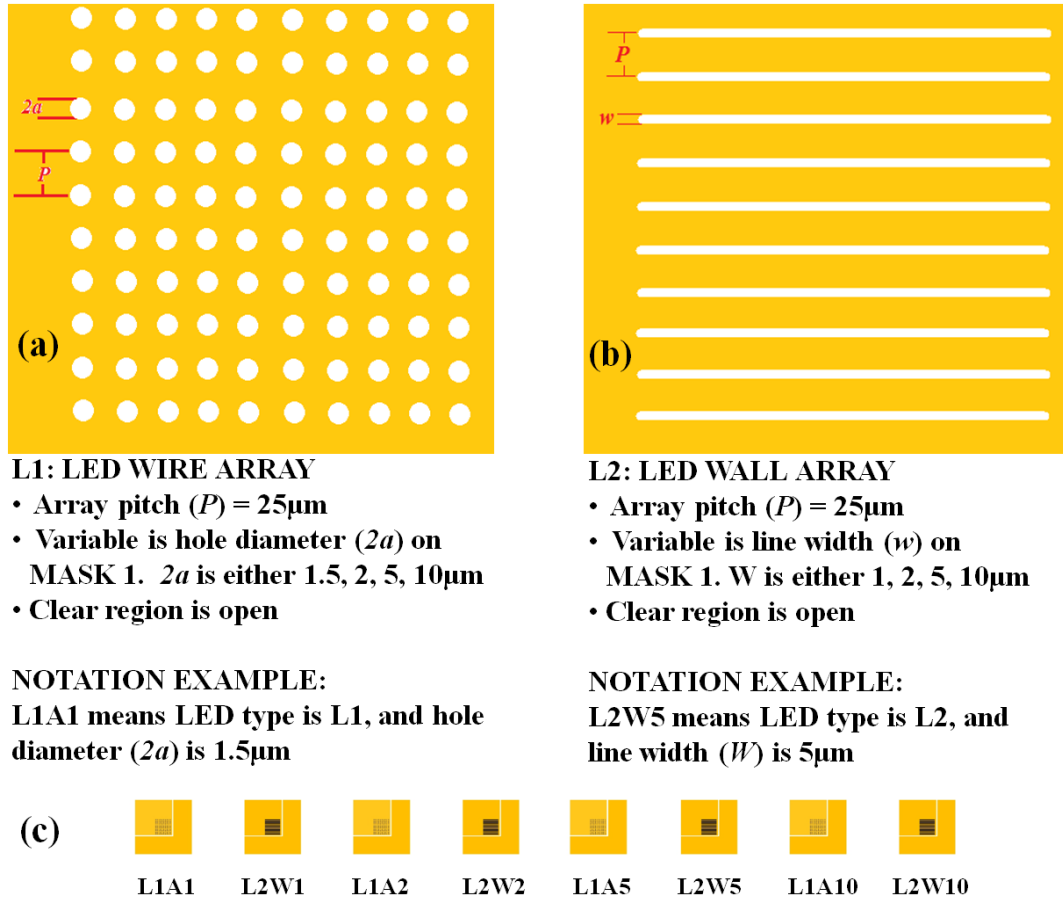 2a
P
(a)
P
w
(b)
L1: LED WIRE ARRAY
• Array pitch (P) = 25μm
• Variable is hole diameter (2a) on
MASK 1. 2a is either 1.5, 2, 5, 10μm
• Clear region is open
NOTATION EXAMPLE:
L1A1 means LED type is L1, and hole
diameter (2a) is 1.5μm
L2: LED WALL ARRAY
• Array pitch (P) = 25μm
• Variable is line width (w) on
MASK 1. W is either 1, 2, 5, 10μm
• Clear region is open
NOTATION EXAMPLE:
L2W5 means LED type is L2, and
line width (W) is 5μm
(c)
L1A1 L2W1 L1A2 L2W2 L1A5 L2W5 L1A10 L2W10